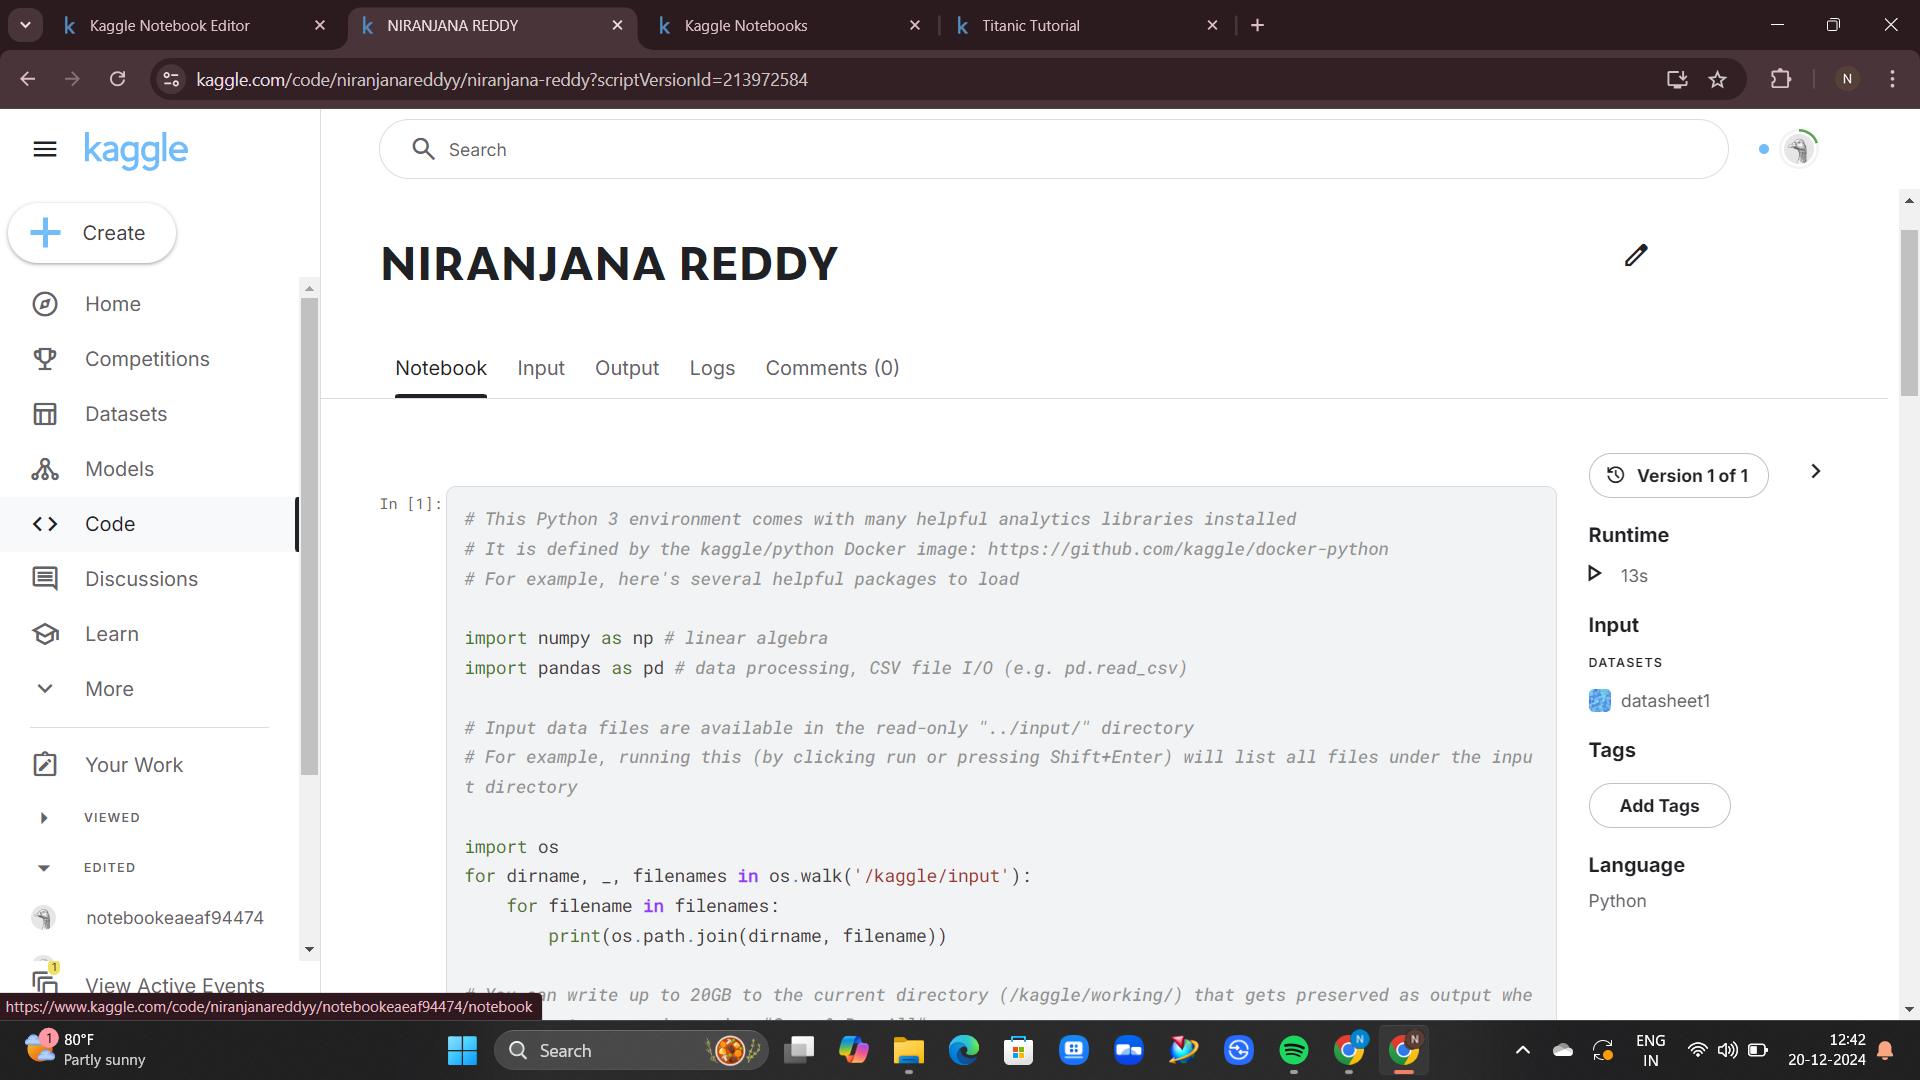 Kaggle Notebook Editor
NIRANJANA REDDY
Kaggle Notebooks
Titanic Tutorial
kaggle.com/code/niranjanareddyy/niranjana-reddy?scriptVersionId=213972584
N
kaggle
Search
Create
Home
Competitions
Datasets
Models
Code
Discussions
Learn
More
Your Work
VIEWED
EDITED
notebookeaeaf94474
1
View Active Events
https://www.kaggle.com/code/niranjanareddyy/notebookeaeaf94474/notebook
NIRANJANA REDDY
Notebook Input Output Logs Comments (0)
In [1]:
# This Python 3 environment comes with many helpful analytics libraries installed
# It is defined by the kaggle/python Docker image: https://github.com/kaggle/docker-python
# For example, here's several helpful packages to load
import numpy as np # linear algebra
import pandas as pd # data processing, CSV file I/O (e.g. pd.read_csv)
# Input data files are available in the read-only "../input/" directory
# For example, running this (by clicking run or pressing Shift+Enter) will list all files under the inpu
t directory
import os
for dirname, _, filenames in os.walk('/kaggle/input'):
for filename in filenames:
print(os.path.join(dirname, filename))
# You can write up to 20GB to the current directory (/kaggle/working/) that gets preserved as output whe
Version 1 of 1
Runtime
13s
Input
DATASETS
datasheet1
Tags
Add Tags
Language
Python
1
80°F
Partly sunny
Search
N
N
ENG
IN
12:42
20-12-2024